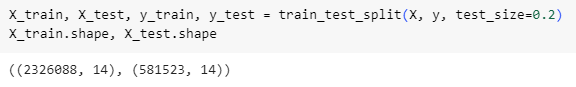 X_train, X_test, y_train, y_test = train_test_split(X, y, test_size=0.2)
X_train.shape, X_test.shape
((2326088, 14), (581523, 14))